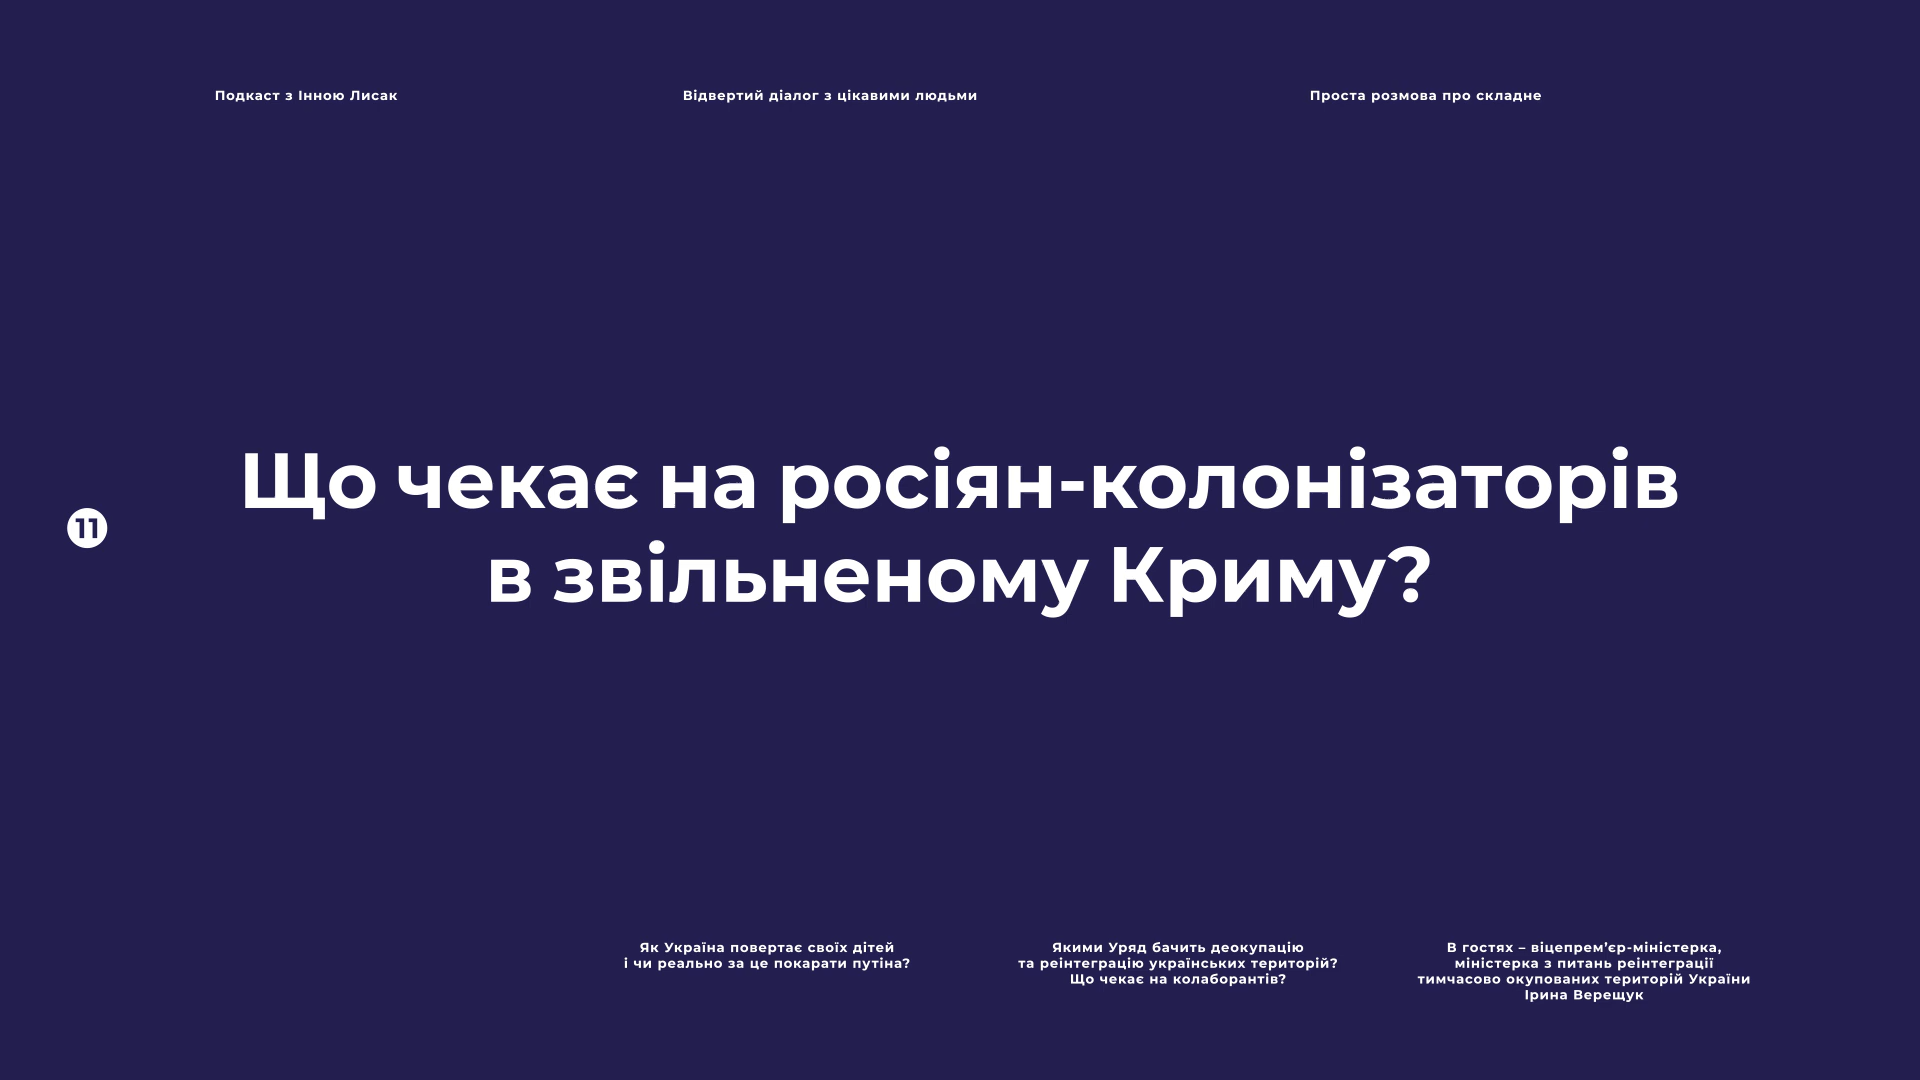 Подкаст з Інною Лисак
Відвертий діалог з цікавими людьми
Проста розмова про складне
Що чекає на росіян-колонізаторів
11
в звільненому Криму?
Як Україна повертає своїх дітей
і чи реально за це покарати путіна?
Якими Уряд бачить деокупацію
та реінтеграцію українських територій?
Що чекає на колаборантів?
В гостях – віцепрем’єр-міністерка,
міністерка з питань реінтеграції
тимчасово окупованих територій України
Ірина Верещук